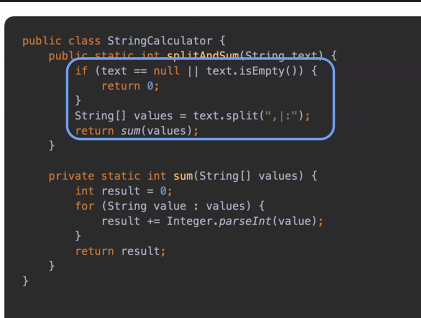 public class StringCalculator {
    public static int splitAndSum(String text) {
        if (text == null || text.isEmpty()) {
            return 0;
        }
        String[] values = text.split(",|:");
        return sum(values);
    }

    private static int sum(String[] values) {
        int result = 0;
        for (String value : values) {
            result += Integer.parseInt(value);
        }
        return result;
    }
}